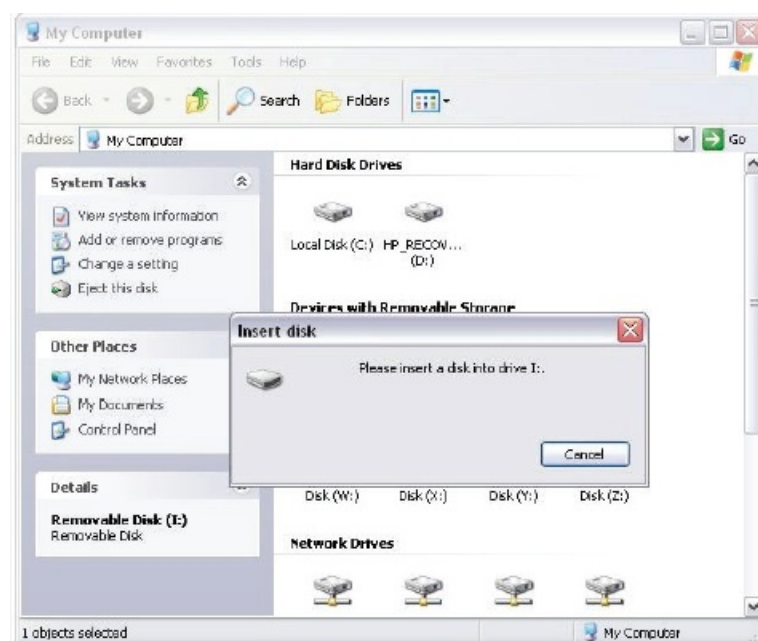 My Computer
File Edit View Favorites Tools Help
Back Search Folders
Address My Computer Go
System Tasks
View system information
Add or remove programs
Change a setting
Eject this disk
Other Places
My Network Places
My Documents
Control Panel
Details
Removable Disk (I:)
Removable Disk
Hard Disk Drives
Local Disk (C:) HP_RECOV...
(D:)
Devices with Removable Storage
Insert disk
Please insert a disk into drive I:.
Cancel
Disk (W:) Disk (X:) Disk (Y:) Disk (Z:)
Network Drives
1 objects selected My Computer